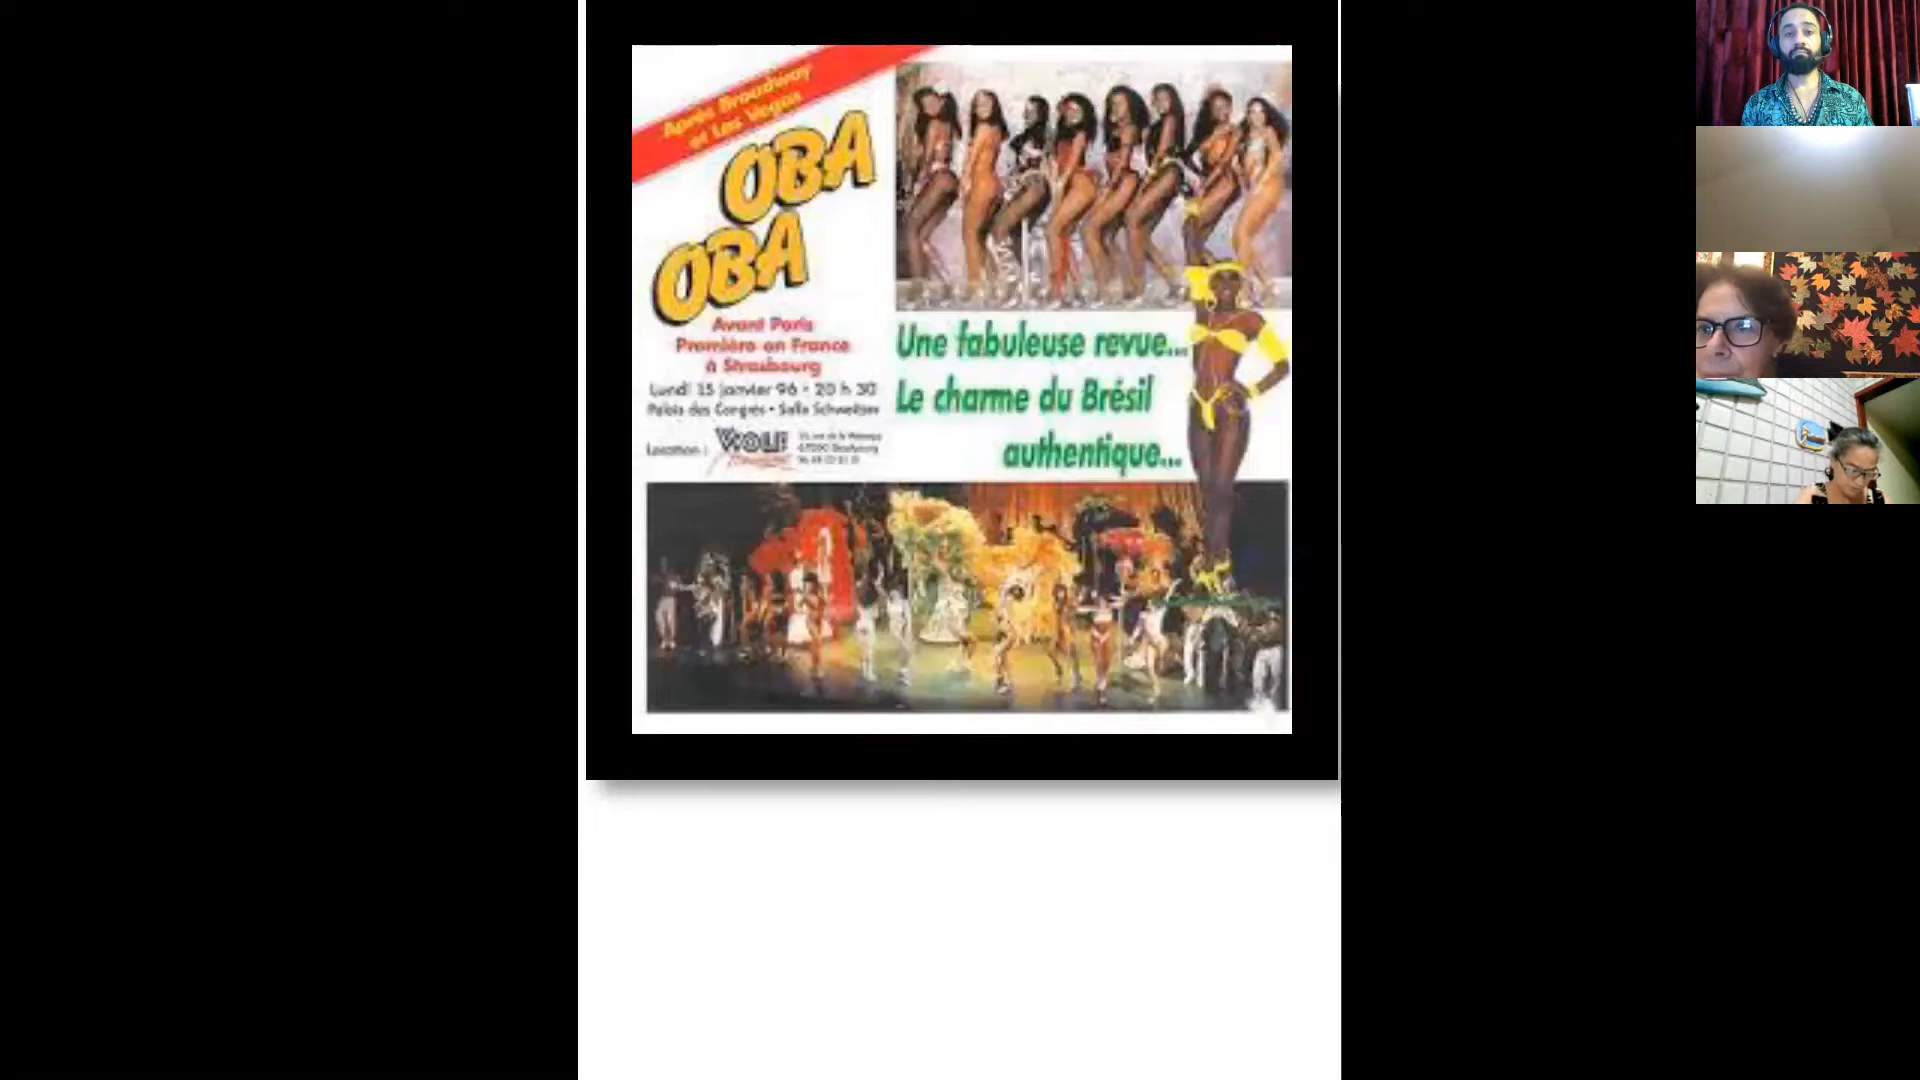 Après Broadway
et Las Vegas
OBA
OBA
Avant Paris
Première en France
à Strasbourg
Lundi 15 janvier 96 • 20 h 30
Palais des Congrès • Salle Schweitzer
Location :
WOLF
Une fabuleuse revue...
Le charme du Brésil
authentique...